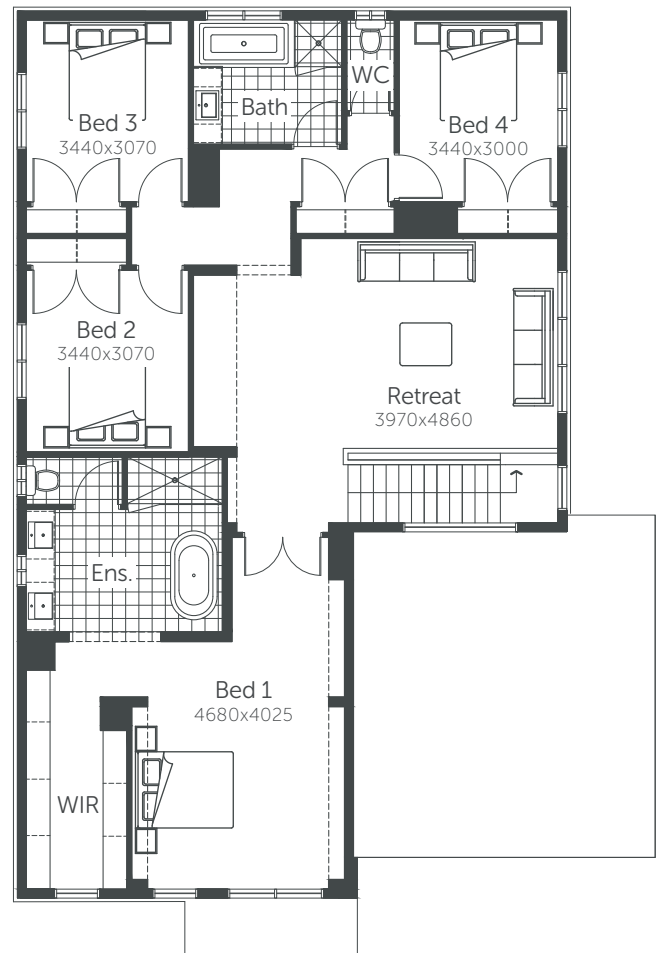 WC
Bath
Bed 3
3440x3070
Bed 4
3440x3000
Bed 2
3440x3070
Retreat
3970x4860
Ens.
Bed 1
4680x4025
WIR